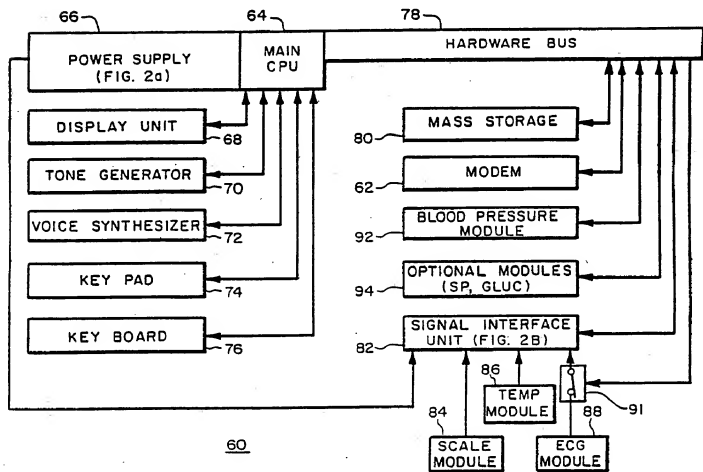 66
64
78
POWER SUPPLY
(FIG. 2a)
MAIN
CPU
HARDWARE BUS
DISPLAY UNIT
68
TONE GENERATOR
70
VOICE SYNTHESIZER
72
KEY PAD
74
KEY BOARD
76
MASS STORAGE
80
MODEM
62
BLOOD PRESSURE
MODULE
92
OPTIONAL MODULES
(SP, GLUC)
94
SIGNAL INTERFACE
UNIT (FIG. 2B)
82
86
TEMP
MODULE
91
84
88
SCALE
MODULE
ECG
MODULE
60